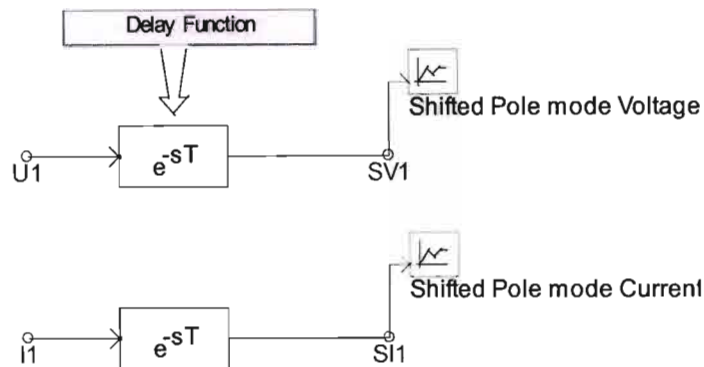 Delay Function
Shifted Pole mode Voltage
U1
e-sT
SV1
Shifted Pole mode Current
I1
e-sT
SI1